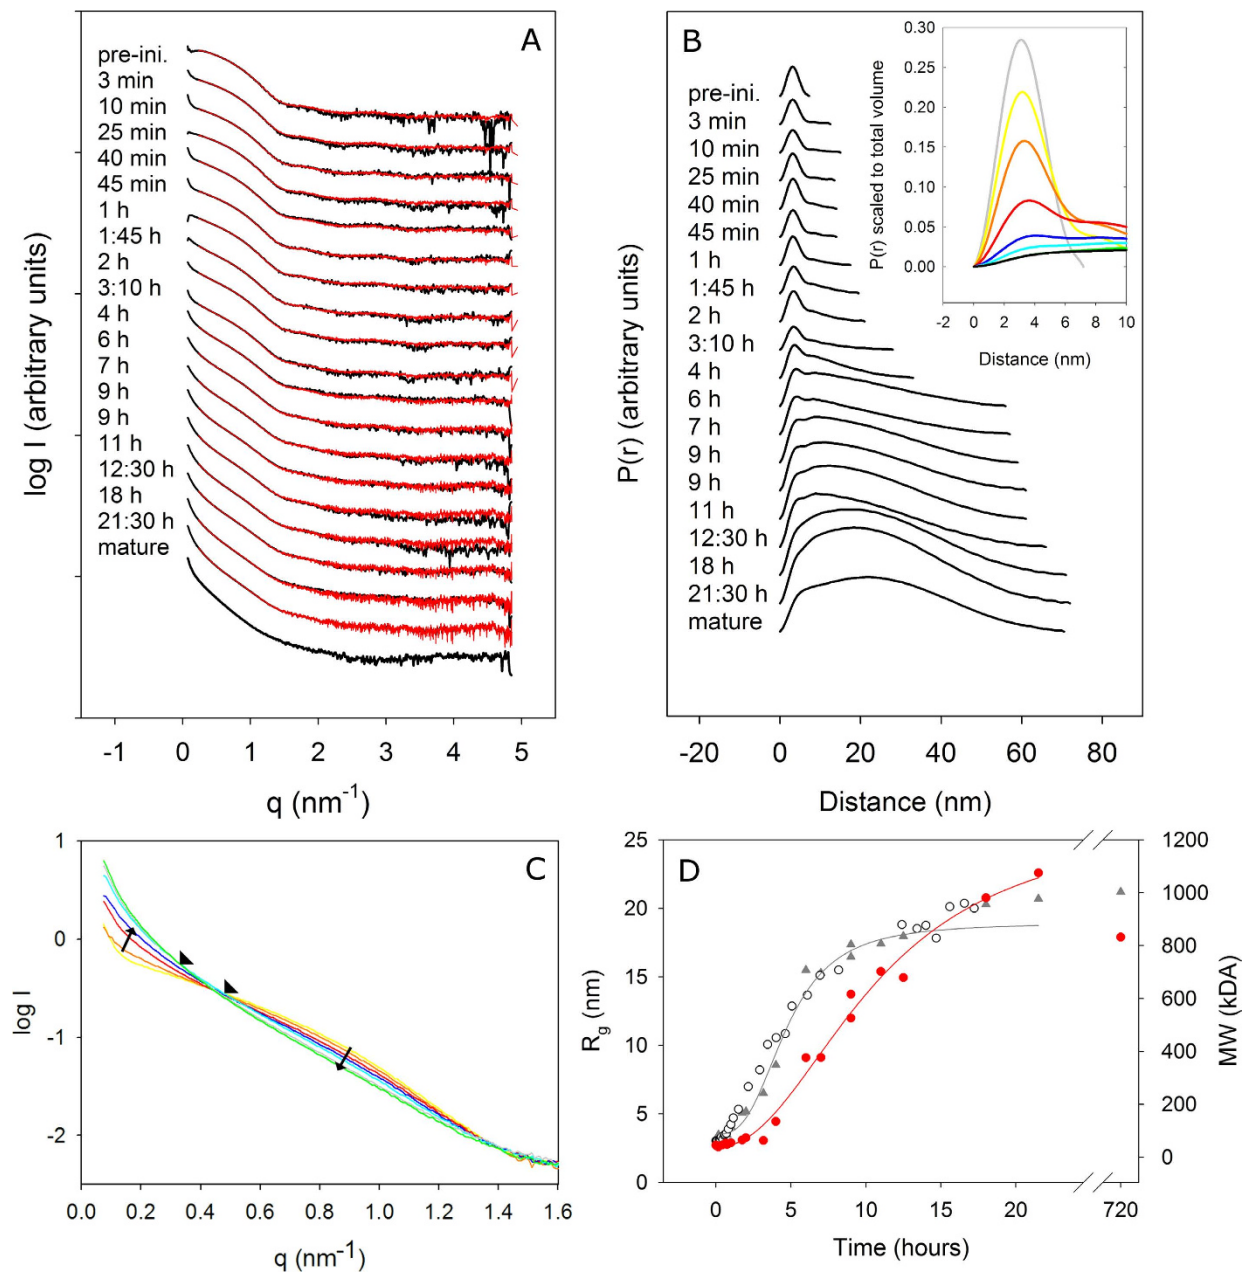 A
pre-ini.
3 min
10 min
25 min
40 min
45 min
1 h
1:45 h
2 h
3:10 h
4 h
6 h
7 h
9 h
9 h
11 h
12:30 h
18 h
21:30 h
mature
log I (arbitrary units)
-1 0 1 2 3 4 5
q (nm-1)
B
pre-ini.
3 min
10 min
25 min
40 min
45 min
1 h
1:45 h
2 h
3:10 h
4 h
6 h
7 h
9 h
9 h
11 h
12:30 h
18 h
21:30 h
mature
P(r) (arbitrary units)
-20 0 20 40 60 80
Distance (nm)
0.30
0.25
0.20
0.15
0.10
0.05
0.00
P(r) scaled to total volume
-2 0 2 4 6 8 10
Distance (nm)
C
1
0
-1
-2
log I
0.0 0.2 0.4 0.6 0.8 1.0 1.2 1.4 1.6
q (nm-1)
D
25
20
15
10
5
0
Rg (nm)
1200
1000
800
600
400
200
0
MW (kDA)
0 5 10 15 20 720
Time (hours)